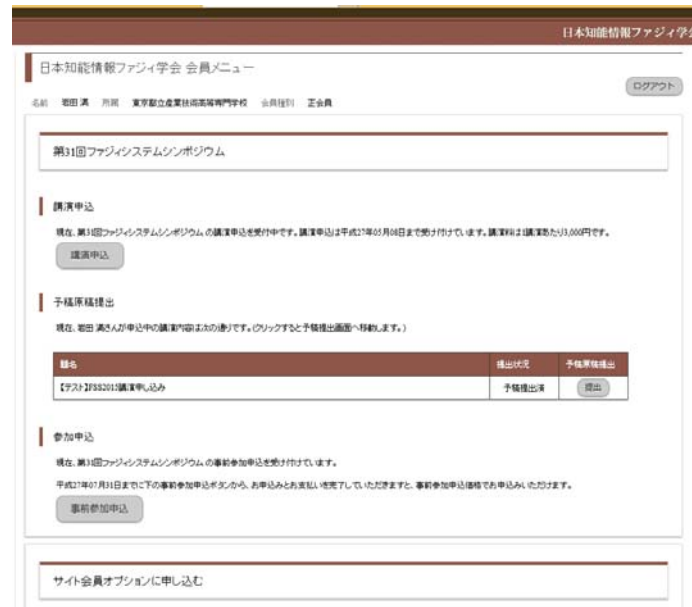 日本知能情報ファジィ学会
日本知能情報ファジィ学会 会員メニュー
ログアウト
名前 岩田 満 所属 東京都立産業技術高等専門学校 会員種別 正会員
第31回ファジィシステムシンポジウム
講演申込
現在、第31回ファジィシステムシンポジウム の講演申込を受付中です。講演申込は平成27年05月08日まで受け付けています。講演料は1講演あたり3,000円です。
講演申込
予稿原稿提出
現在、岩田 満さんが申込中の講演内容は次の通りです。(クリックすると予稿提出画面へ移動します。)
題名 提出状況 予稿原稿提出
【テスト】FSS2015講演申し込み 予稿提出済 提出
参加申込
現在、第31回ファジィシステムシンポジウム の事前参加申込を受け付けています。
平成27年07月31日までに下の事前参加申込ボタンから、お申込みとお支払いを完了していただきますと、事前参加申込価格でお申込みいただけます。
事前参加申込
サイト会員オプションに申し込む